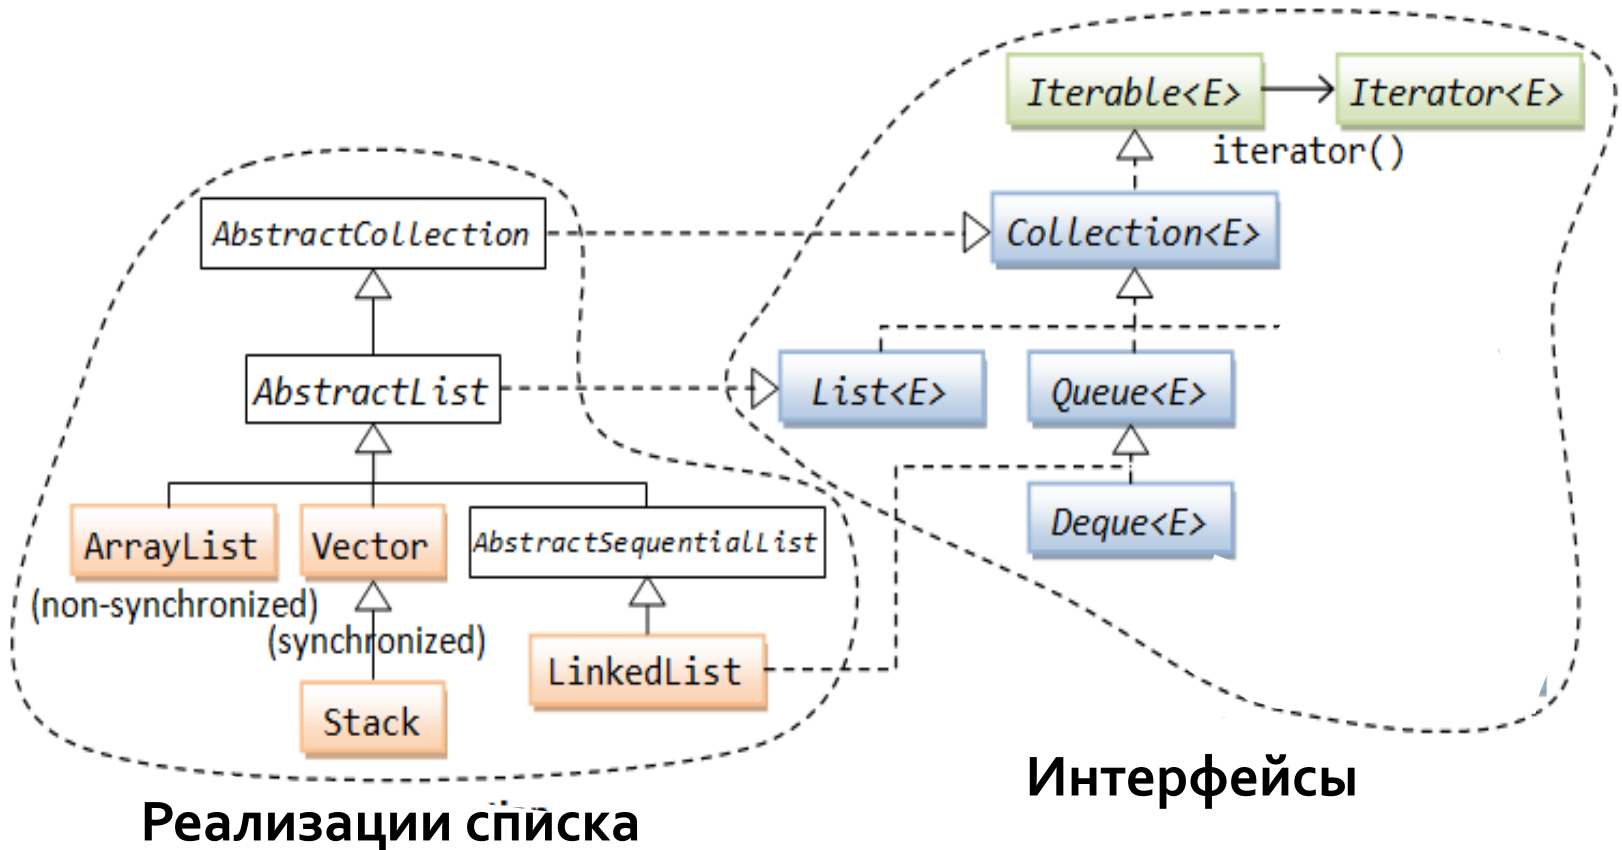 Iterable<E>
Iterator<E>
iterator()
AbstractCollection
Collection<E>
AbstractList
List<E>
Queue<E>
ArrayList
Vector
AbstractSequentialList
Deque<E>
(non-synchronized)
(synchronized)
LinkedList
Stack
Интерфейсы
Реализации списка